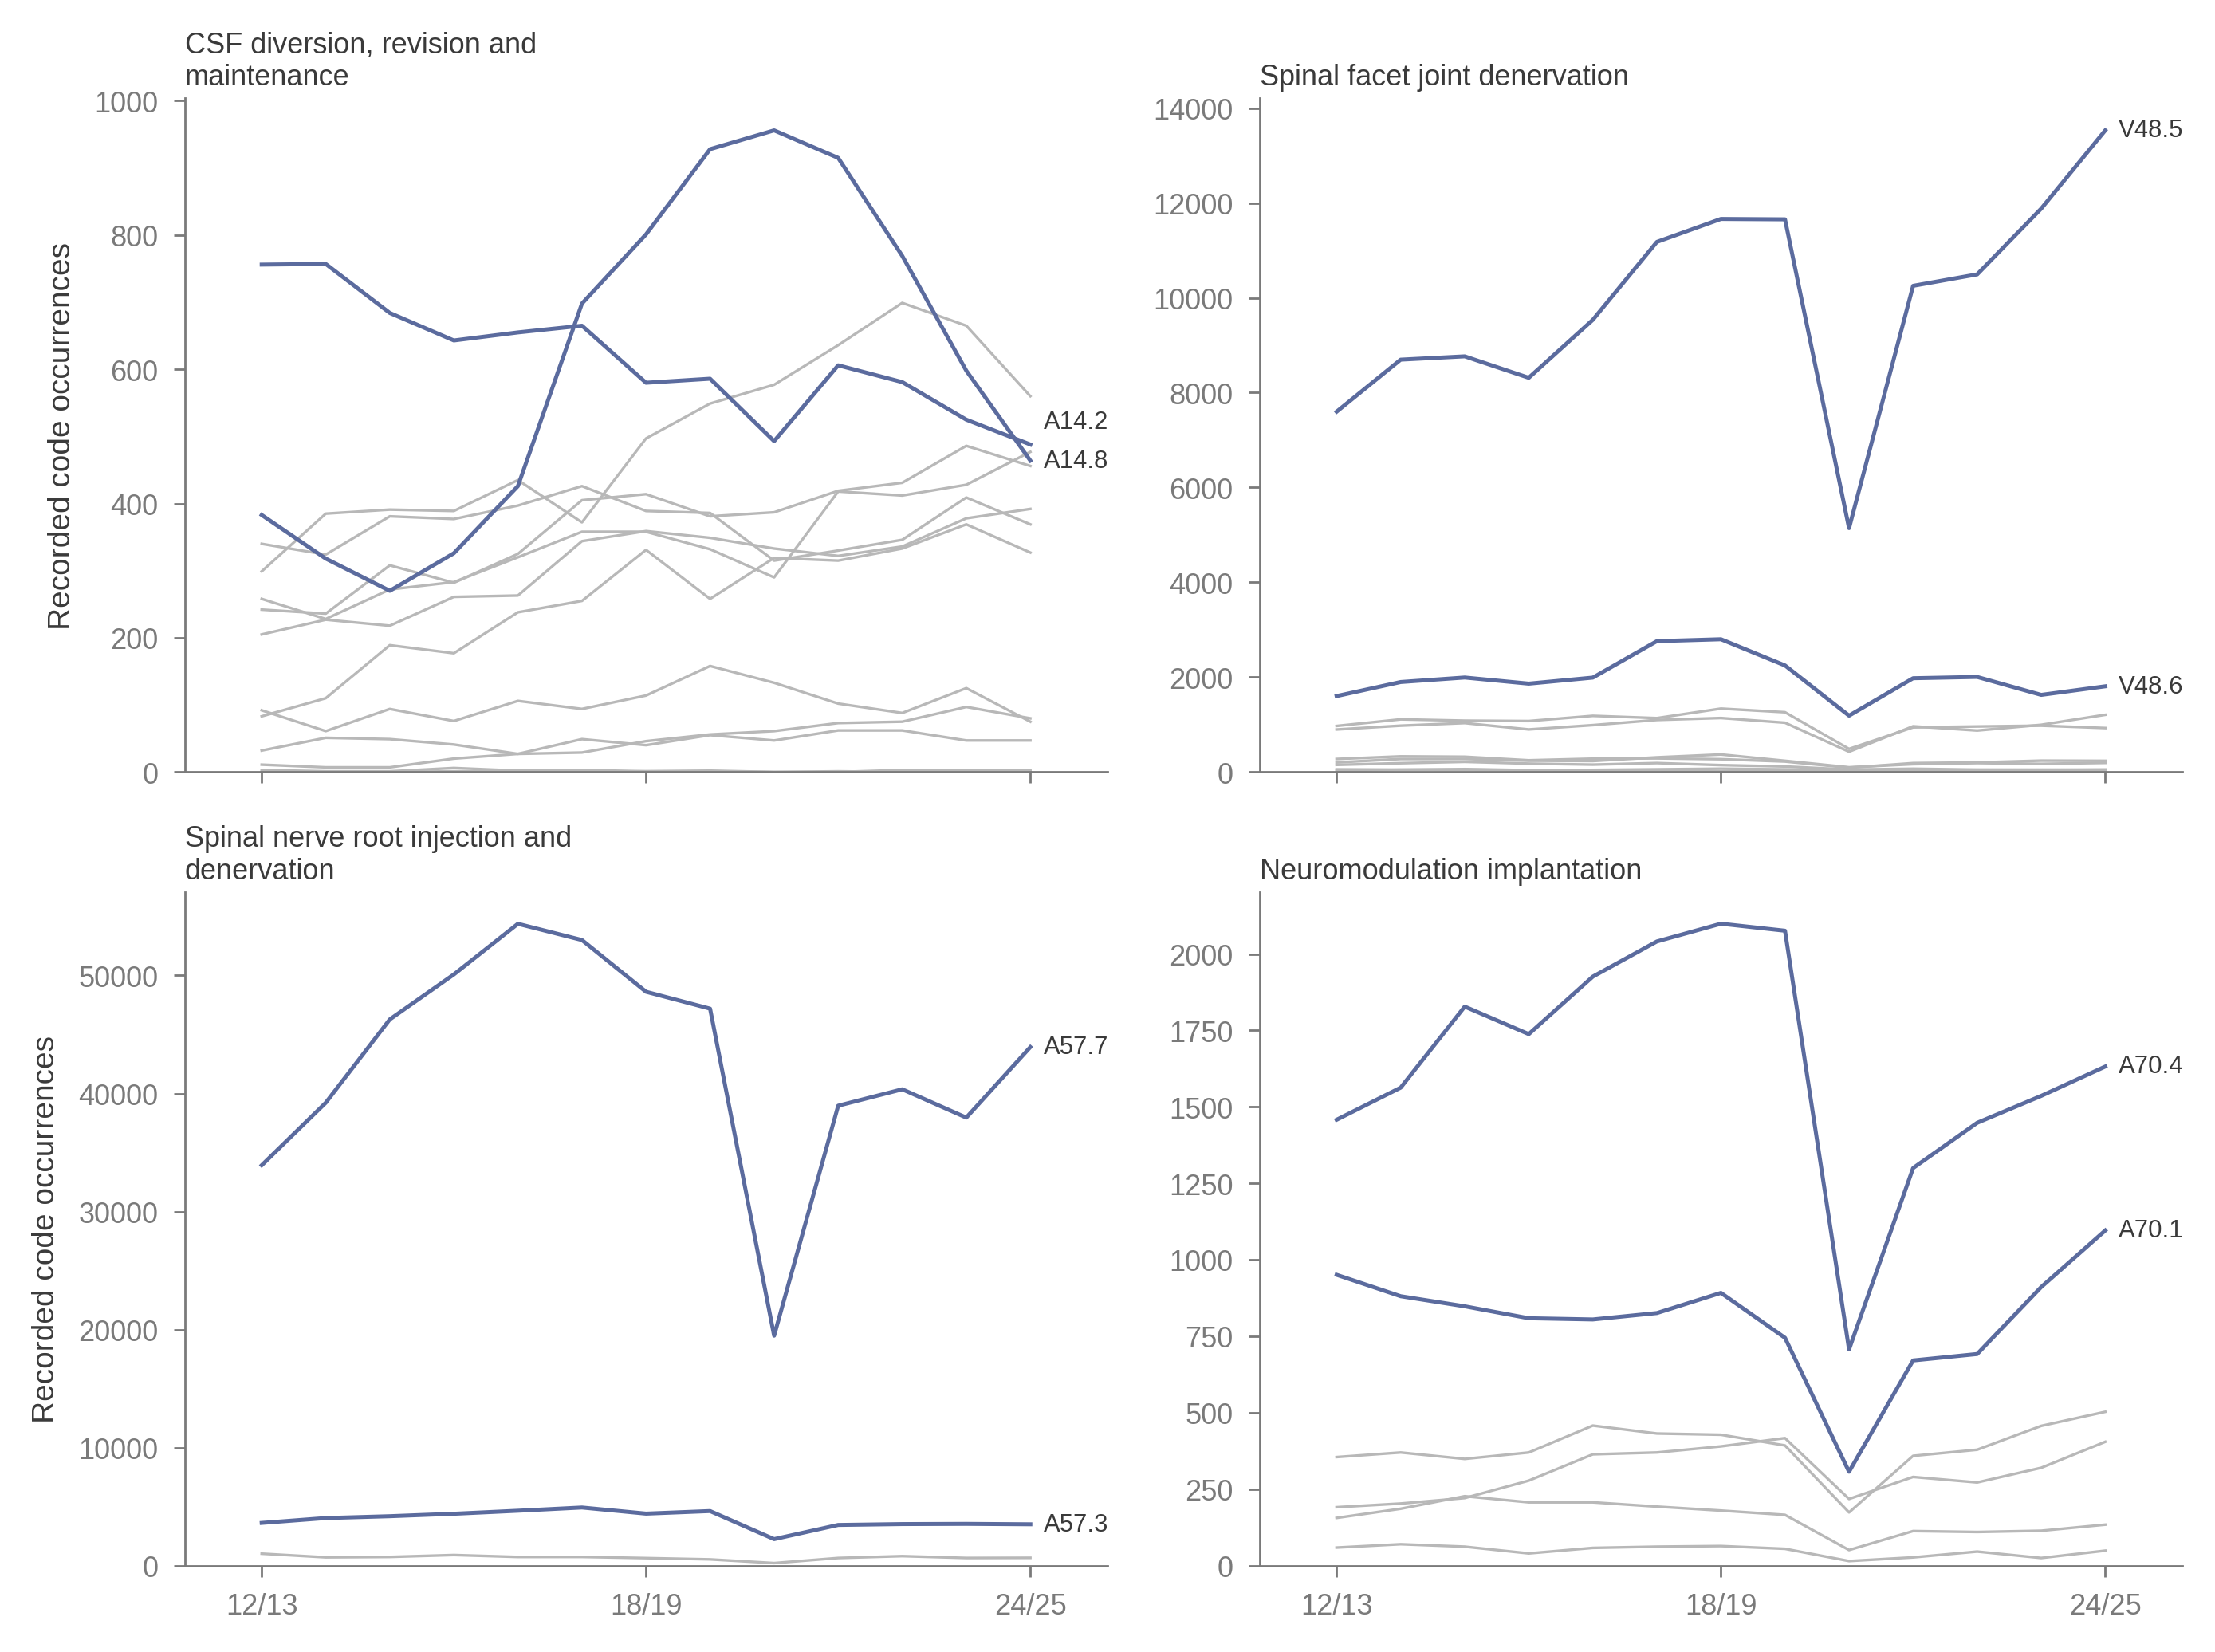 CSF diversion, revision and
maintenance
Recorded code occurrences
1000
800
600
400
200
0
A14.2
A14.8
Spinal facet joint denervation
14000
12000
10000
8000
6000
4000
2000
0
V48.5
V48.6
Spinal nerve root injection and
denervation
Recorded code occurrences
50000
40000
30000
20000
10000
0
A57.7
A57.3
12/13
18/19
24/25
Neuromodulation implantation
2000
1750
1500
1250
1000
750
500
250
0
A70.4
A70.1
12/13
18/19
24/25